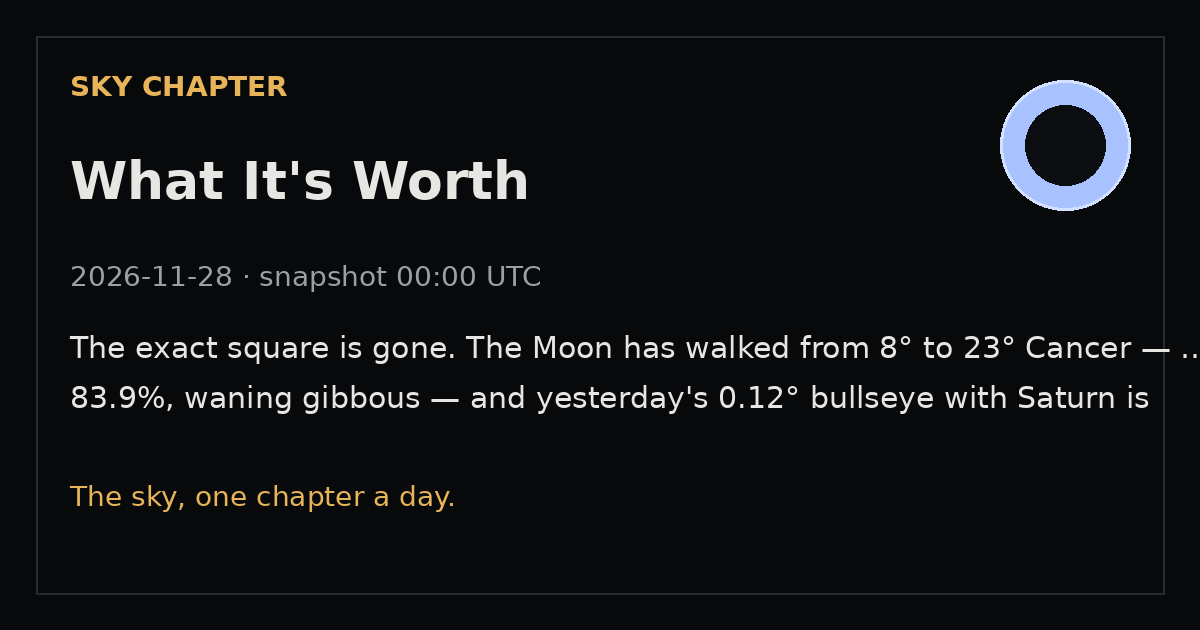 SKY CHAPTER
What It's Worth
2026-11-28 · snapshot 00:00 UTC
The exact square is gone. The Moon has walked from 8° to 23° Cancer — ...
83.9%, waning gibbous — and yesterday's 0.12° bullseye with Saturn is
The sky, one chapter a day.